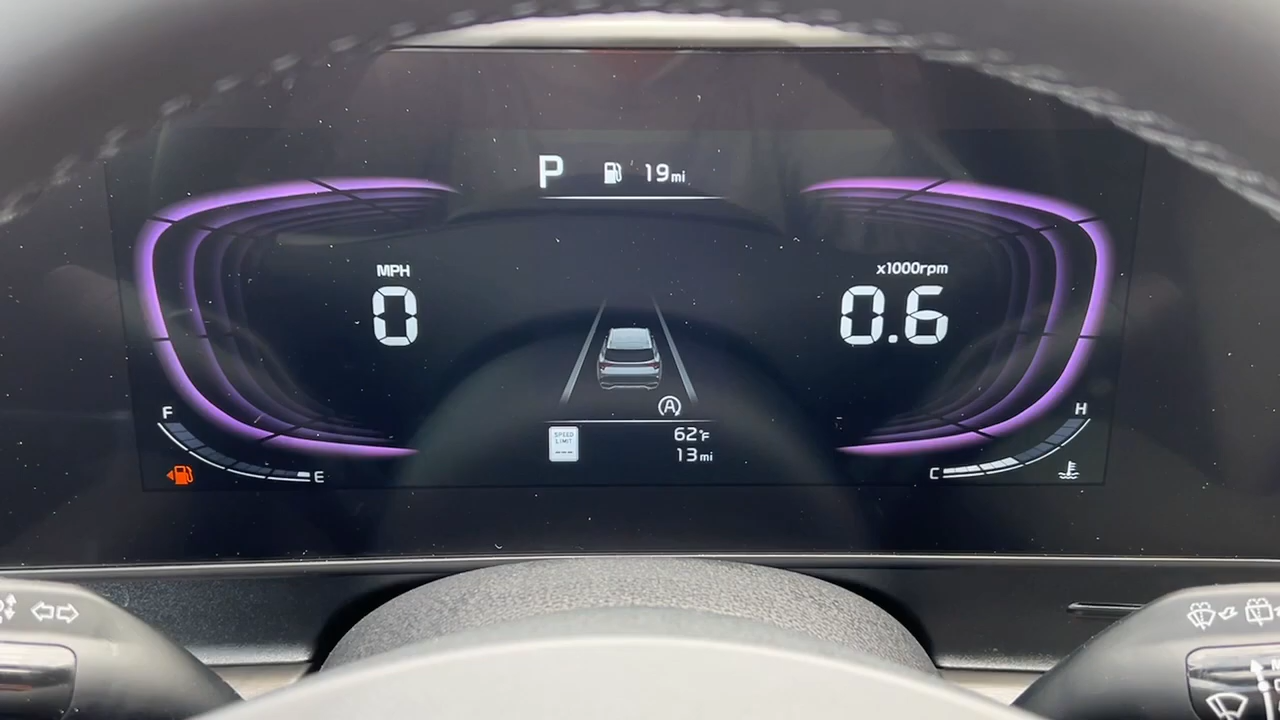 P 19mi
MPH
0
x1000rpm
0.6
A
F
E
SPEED
LIMIT
---
62°F
13mi
H
C